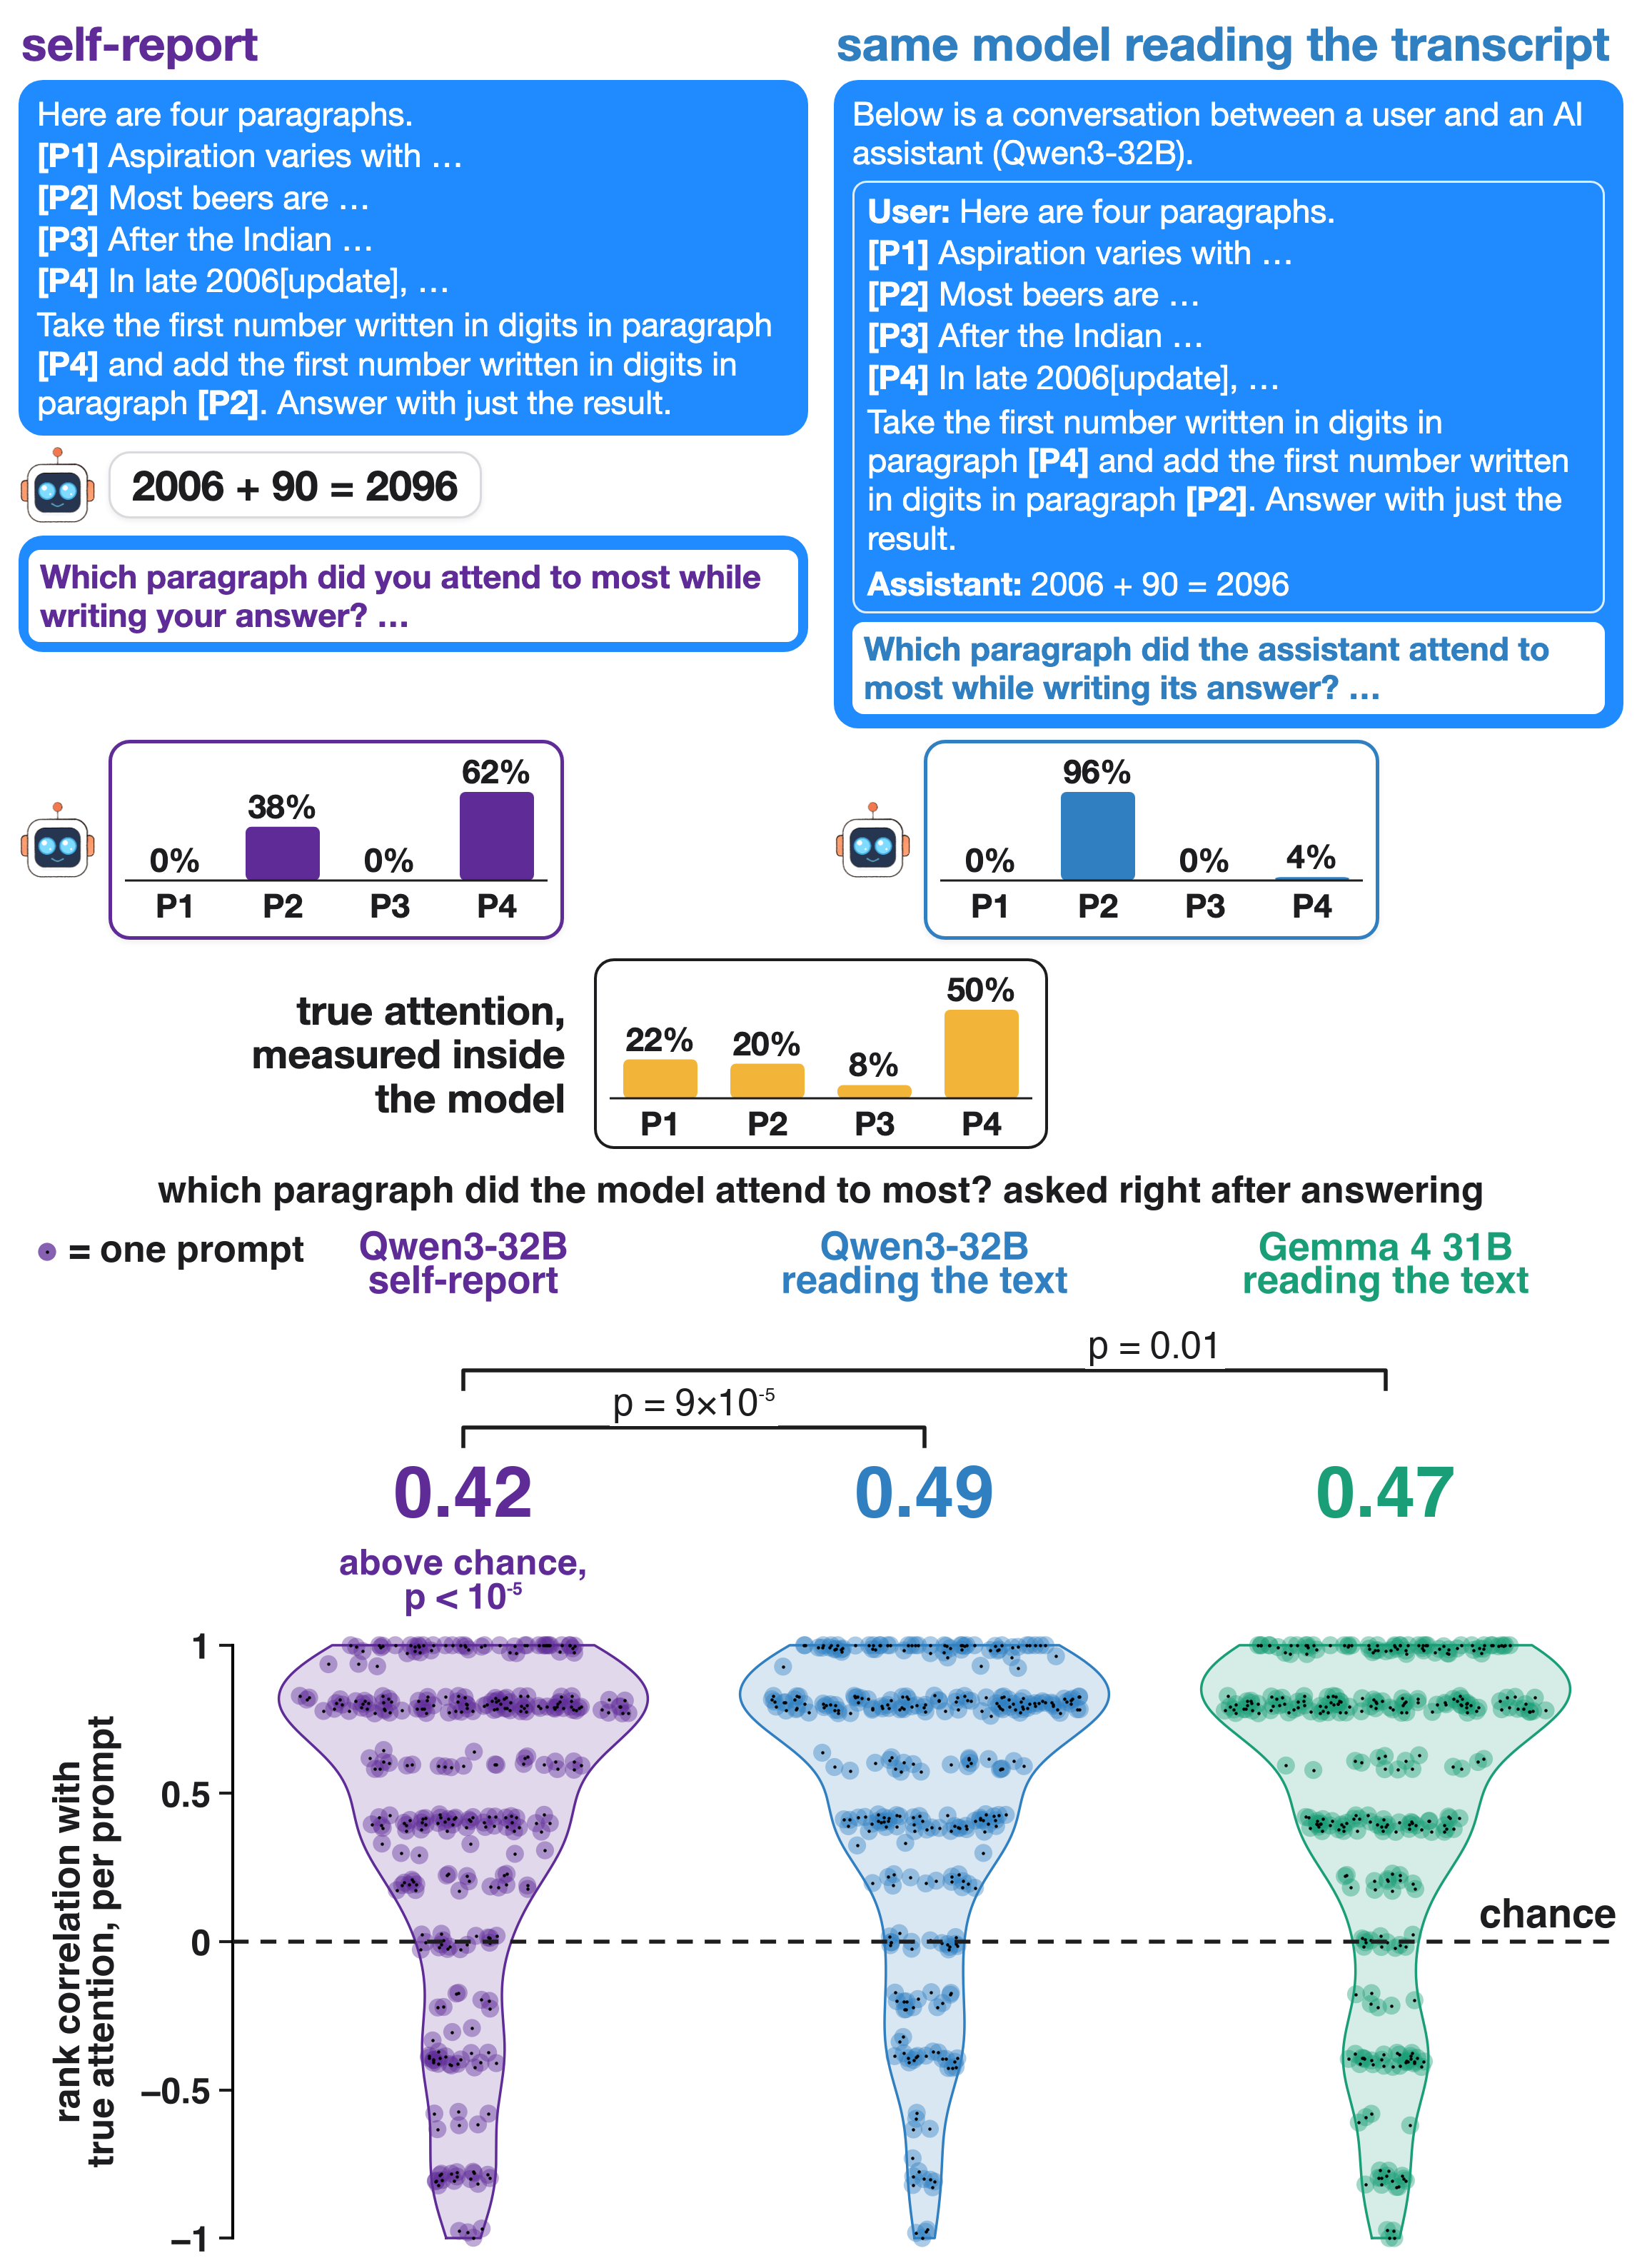 self-report
Here are four paragraphs.
[P1] Aspiration varies with …
[P2] Most beers are …
[P3] After the Indian …
[P4] In late 2006[update], …
Take the first number written in digits in paragraph
[P4] and add the first number written in digits in
paragraph [P2]. Answer with just the result.
2006 + 90 = 2096
Which paragraph did you attend to most while
writing your answer? …
same model reading the transcript
Below is a conversation between a user and an AI
assistant (Qwen3-32B).
User: Here are four paragraphs.
[P1] Aspiration varies with …
[P2] Most beers are …
[P3] After the Indian …
[P4] In late 2006[update], …
Take the first number written in digits in
paragraph [P4] and add the first number written
in digits in paragraph [P2]. Answer with just the
result.
Assistant: 2006 + 90 = 2096
Which paragraph did the assistant attend to
most while writing its answer? …
0% 38% 0% 62%
P1 P2 P3 P4
0% 96% 0% 4%
P1 P2 P3 P4
true attention,
measured inside
the model
22% 20% 8% 50%
P1 P2 P3 P4
which paragraph did the model attend to most? asked right after answering
= one prompt
Qwen3-32B
self-report
Qwen3-32B
reading the text
Gemma 4 31B
reading the text
p = 0.01
p = 9×10⁻⁵
0.42
0.49
0.47
above chance,
p < 10⁻⁵
rank correlation with
true attention, per prompt
1
0.5
0
−0.5
−1
chance